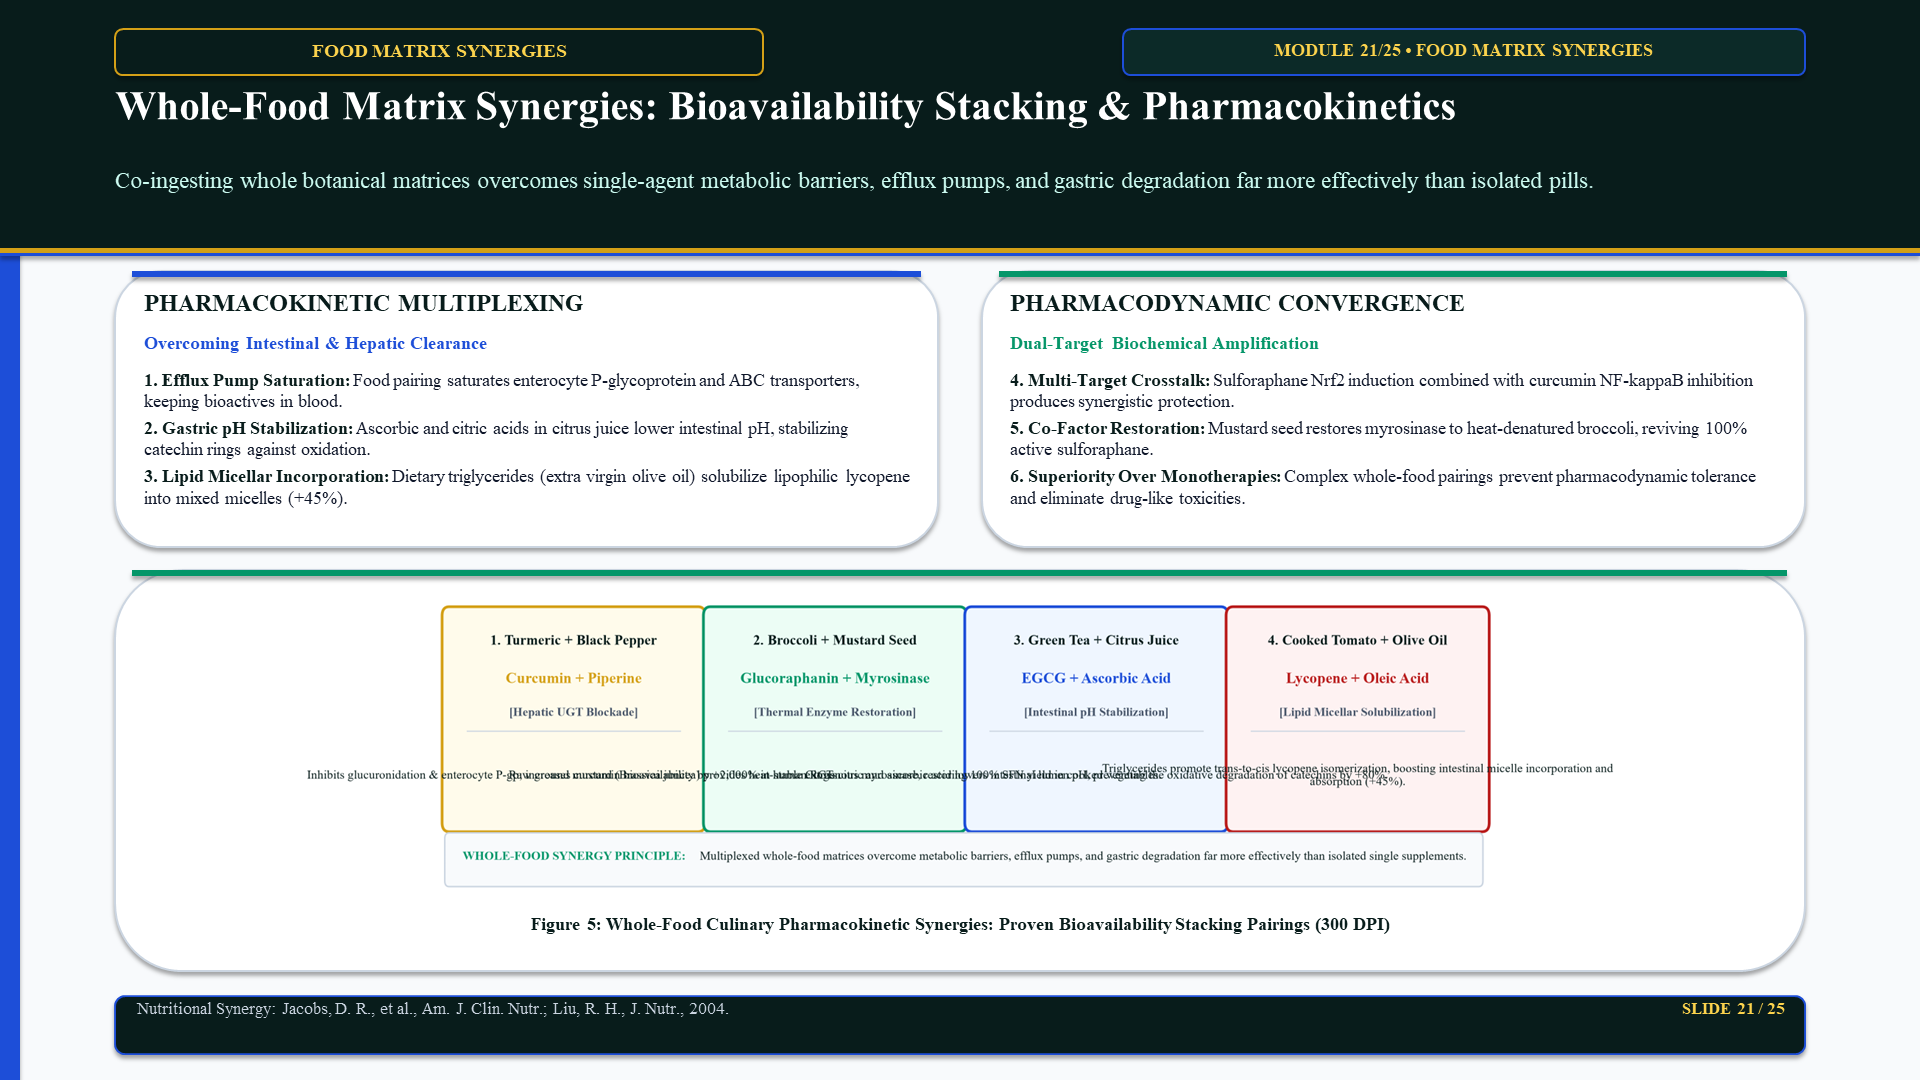 FOOD MATRIX SYNERGIES
MODULE 21/25 • FOOD MATRIX SYNERGIES
Whole-Food Matrix Synergies: Bioavailability Stacking & Pharmacokinetics
Co-ingesting whole botanical matrices overcomes single-agent metabolic barriers, efflux pumps, and gastric degradation far more effectively than isolated pills.
PHARMACOKINETIC MULTIPLEXING
Overcoming Intestinal & Hepatic Clearance
1. Efflux Pump Saturation: Food pairing saturates enterocyte P-glycoprotein and ABC transporters,
keeping bioactives in blood.
2. Gastric pH Stabilization: Ascorbic and citric acids in citrus juice lower intestinal pH, stabilizing
catechin rings against oxidation.
3. Lipid Micellar Incorporation: Dietary triglycerides (extra virgin olive oil) solubilize lipophilic lycopene
into mixed micelles (+45%).
PHARMACODYNAMIC CONVERGENCE
Dual-Target Biochemical Amplification
4. Multi-Target Crosstalk: Sulforaphane Nrf2 induction combined with curcumin NF-kappaB inhibition
produces synergistic protection.
5. Co-Factor Restoration: Mustard seed restores myrosinase to heat-denatured broccoli, reviving 100%
active sulforaphane.
6. Superiority Over Monotherapies: Complex whole-food pairings prevent pharmacodynamic tolerance
and eliminate drug-like toxicities.
1. Turmeric + Black Pepper
Curcumin + Piperine
[Hepatic UGT Blockade]
2. Broccoli + Mustard Seed
Glucoraphanin + Myrosinase
[Thermal Enzyme Restoration]
3. Green Tea + Citrus Juice
EGCG + Ascorbic Acid
[Intestinal pH Stabilization]
4. Cooked Tomato + Olive Oil
Lycopene + Oleic Acid
[Lipid Micellar Solubilization]
Inhibits glucuronidation & enterocyte
oxidative degradation of catechins by +80%.
Triglycerides promote trans-to-cis lycopene isomerization, boosting intestinal micelle incorporation and
absorption (+45%).
WHOLE-FOOD SYNERGY PRINCIPLE: Multiplexed whole-food matrices overcome metabolic barriers, efflux pumps, and gastric degradation far more effectively than isolated single supplements.
Figure 5: Whole-Food Culinary Pharmacokinetic Synergies: Proven Bioavailability Stacking Pairings (300 DPI)
Nutritional Synergy: Jacobs, D. R., et al., Am. J. Clin. Nutr.; Liu, R. H., J. Nutr., 2004.
SLIDE 21 / 25